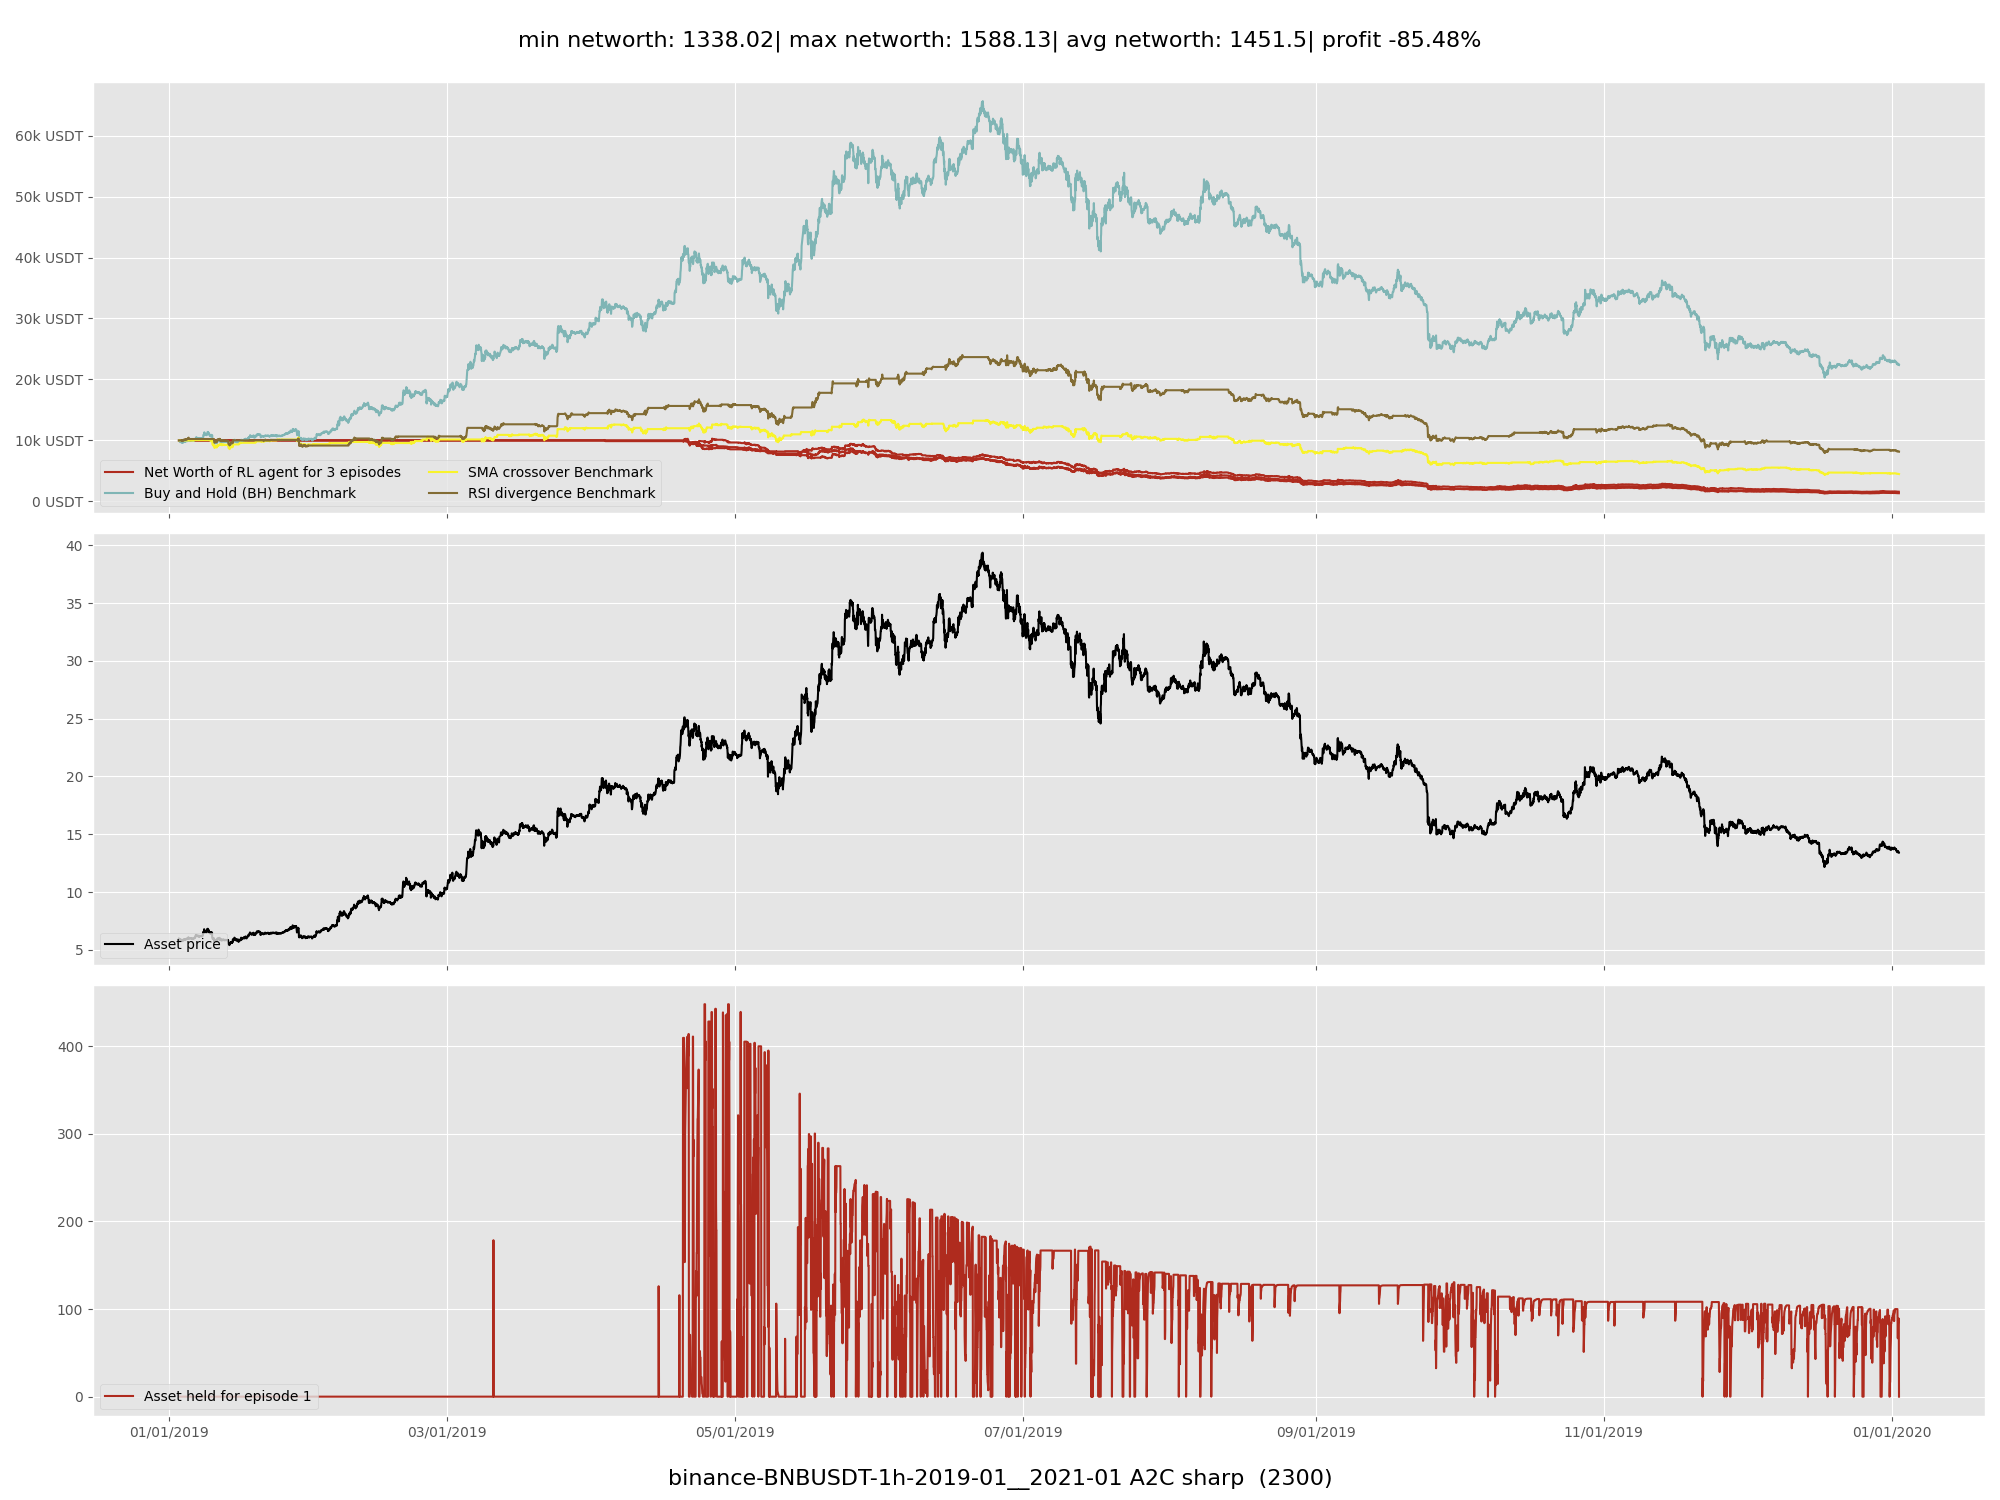 min networth: 1338.02| max networth: 1588.13| avg networth: 1451.5| profit -85.48%
60k USDT
50k USDT
40k USDT
30k USDT
20k USDT
10k USDT
0 USDT
Net Worth of RL agent for 3 episodes
Buy and Hold (BH) Benchmark
SMA crossover Benchmark
RSI divergence Benchmark
40
35
30
25
20
15
10
5
Asset price
400
300
200
100
0
Asset held for episode 1
01/01/2019
03/01/2019
05/01/2019
07/01/2019
09/01/2019
11/01/2019
01/01/2020
binance-BNBUSDT-1h-2019-01__2021-01 A2C sharp  (2300)